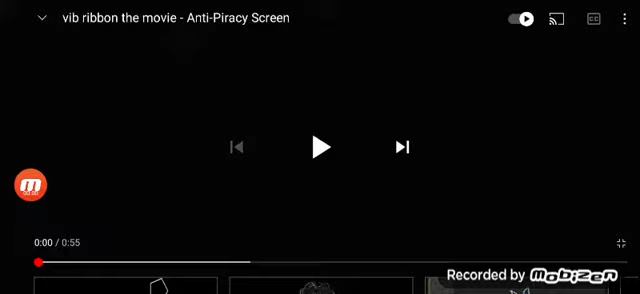 vib ribbon the movie - Anti-Piracy Screen
CC
m
0:00 / 0:55
Recorded by Mobizen